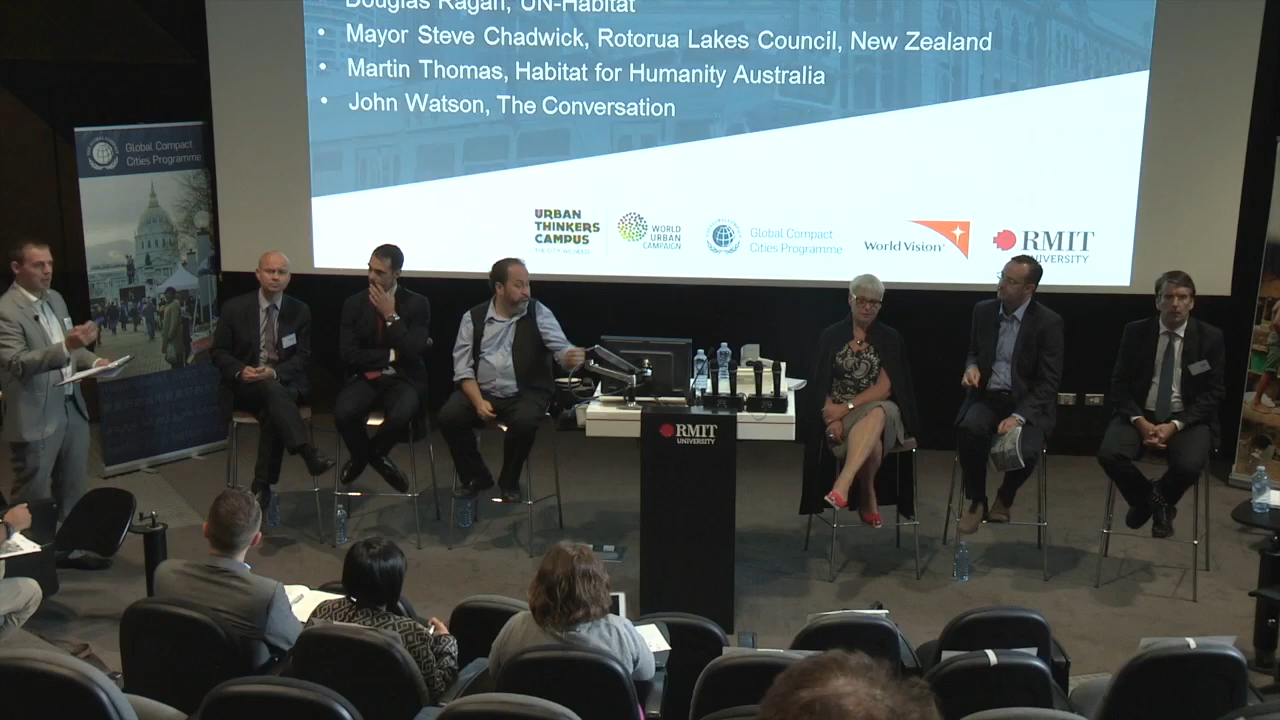 Douglas Ragan, UN-Habitat
• Mayor Steve Chadwick, Rotorua Lakes Council, New Zealand
• Martin Thomas, Habitat for Humanity Australia
• John Watson, The Conversation
Global Compact
Cities Programme
URBAN
THINKERS
CAMPUS
WORLD
URBAN
CAMPAIGN
Global Compact
Cities Programme
World Vision
RMIT
UNIVERSITY
RMIT
UNIVERSITY